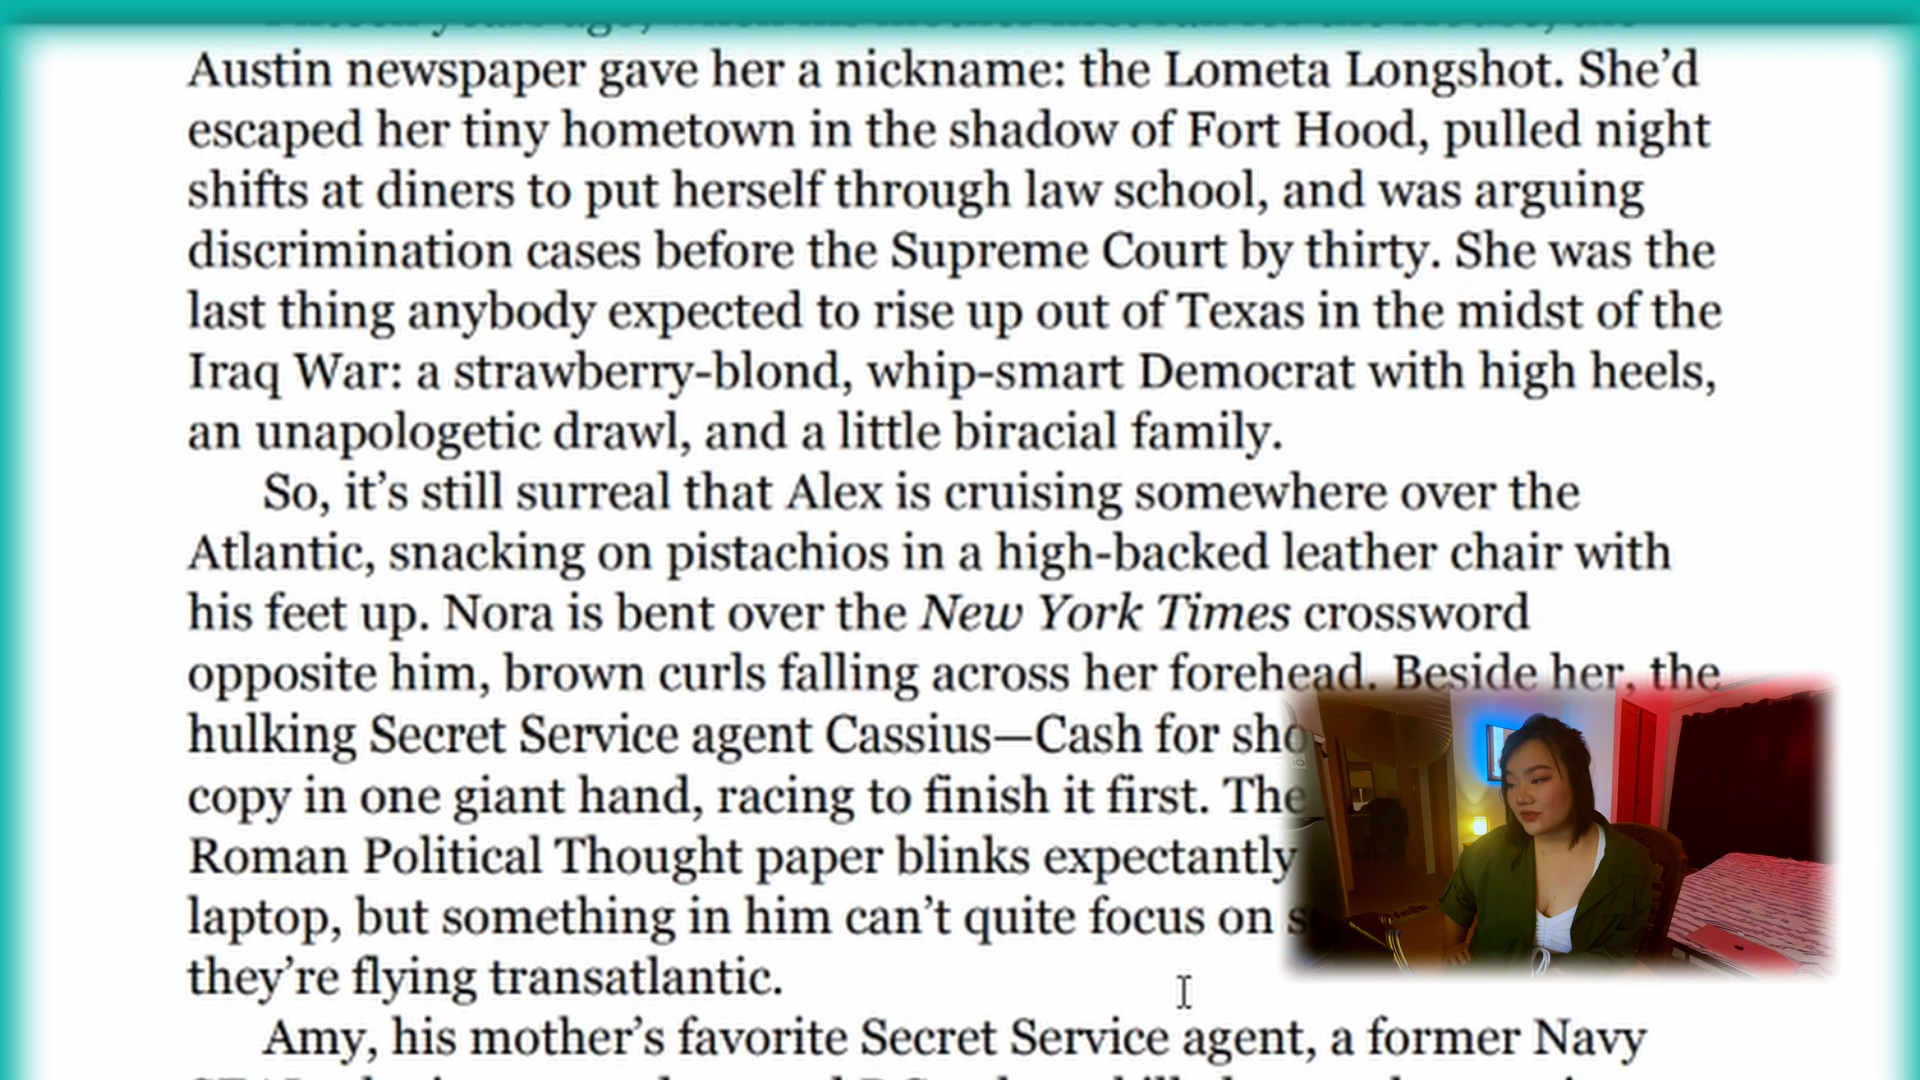 Austin newspaper gave her a nickname: the Lometa Longshot. She’d
escaped her tiny hometown in the shadow of Fort Hood, pulled night
shifts at diners to put herself through law school, and was arguing
discrimination cases before the Supreme Court by thirty. She was the
last thing anybody expected to rise up out of Texas in the midst of the
Iraq War: a strawberry-blond, whip-smart Democrat with high heels,
an unapologetic drawl, and a little biracial family.
So, it’s still surreal that Alex is cruising somewhere over the
Atlantic, snacking on pistachios in a high-backed leather chair with
his feet up. Nora is bent over the New York Times crossword
opposite him, brown curls falling across her forehead. Beside her, the
hulking Secret Service agent Cassius—Cash for
copy in one giant hand, racing to finish it first. The
Roman Political Thought paper blinks expectantly
laptop, but something in him can’t quite focus on
they’re flying transatlantic.
Amy, his mother’s favorite Secret Service agent, a former Navy